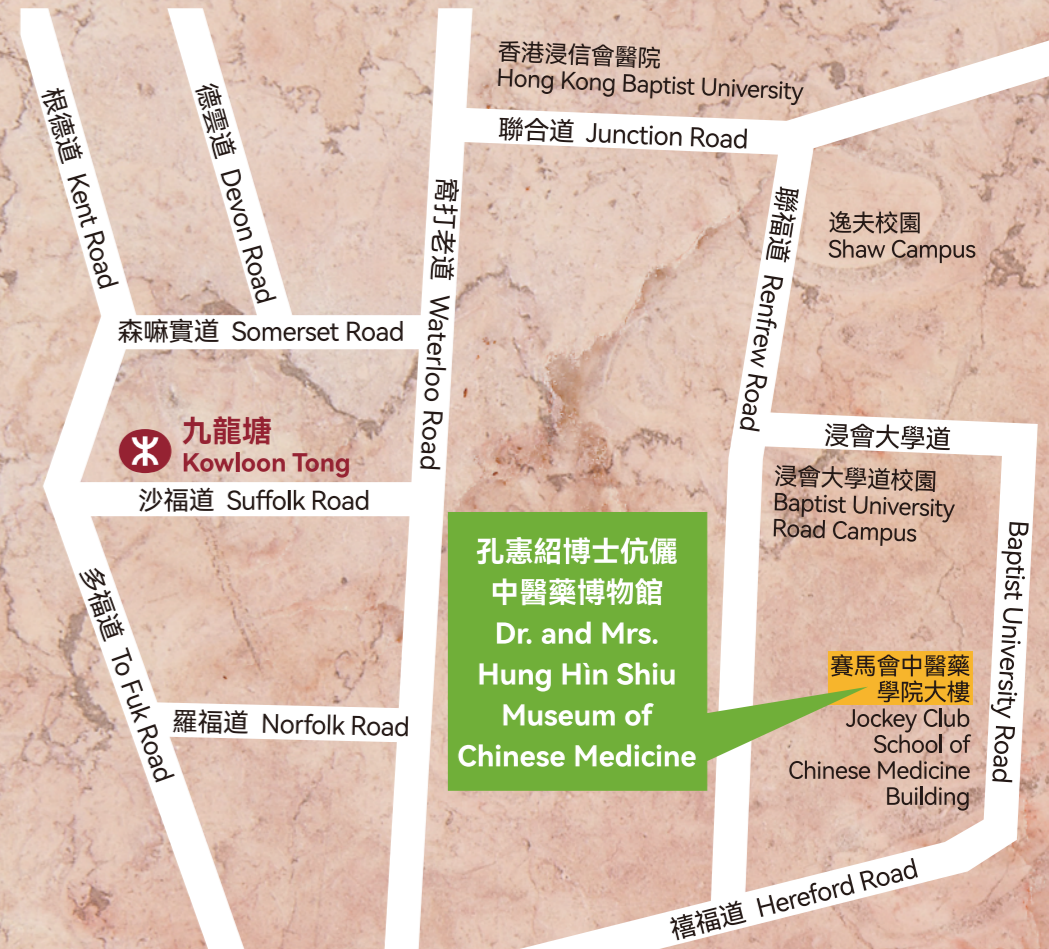 香港浸信會醫院
Hong Kong Baptist University
聯合道 Junction Road
根德道 Kent Road
德雲道 Devon Road
窩打老道 Waterloo Road
聯福道 Renfrew Road
逸夫校園
Shaw Campus
森嘛實道 Somerset Road
九龍塘
Kowloon Tong
沙福道 Suffolk Road
浸會大學道
浸會大學道校園
Baptist University
Road Campus
Baptist University Road
孔憲紹博士伉儷
中醫藥博物館
Dr. and Mrs.
Hung Hin Shiu
Museum of
Chinese Medicine
多福道 To Fuk Road
羅福道 Norfolk Road
賽馬會中醫藥
學院大樓
Jockey Club
School of
Chinese Medicine
Building
禧福道 Hereford Road